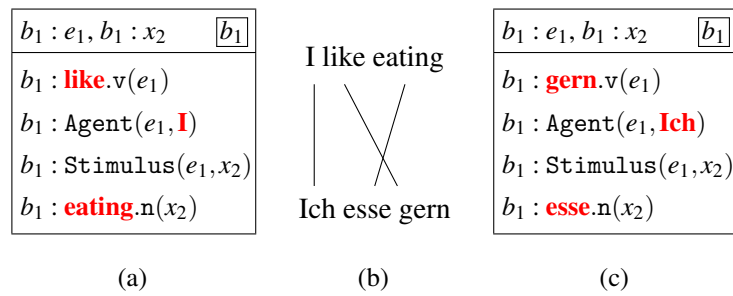 b₁ : e₁, b₁ : x₂ b₁
b₁ : like.v(e₁)
b₁ : Agent(e₁,I)
b₁ : Stimulus(e₁,x₂)
b₁ : eating.n(x₂)
(a)
I like eating
Ich esse gern
(b)
b₁ : e₁, b₁ : x₂ b₁
b₁ : gern.v(e₁)
b₁ : Agent(e₁,Ich)
b₁ : Stimulus(e₁,x₂)
b₁ : esse.n(x₂)
(c)